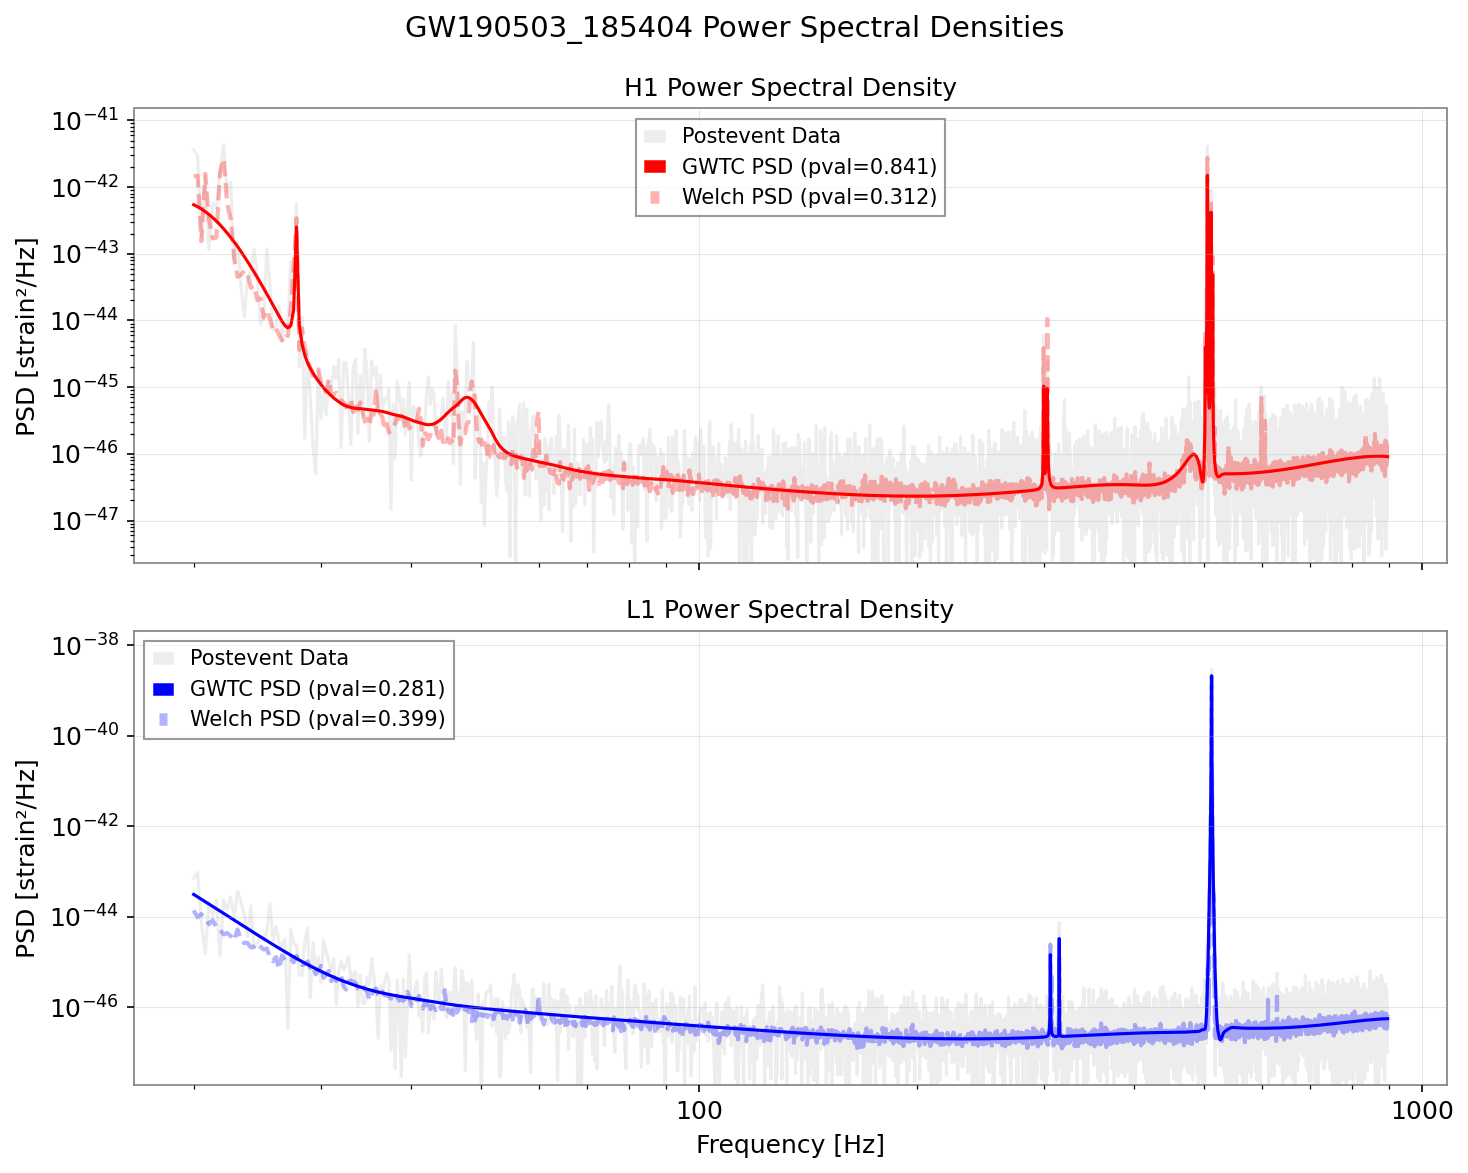 GW190503_185404 Power Spectral Densities
H1 Power Spectral Density
10⁻⁴¹
10⁻⁴²
10⁻⁴³
10⁻⁴⁴
10⁻⁴⁵
10⁻⁴⁶
10⁻⁴⁷
PSD [strain²/Hz]
Postevent Data
GWTC PSD (pval=0.841)
Welch PSD (pval=0.312)
L1 Power Spectral Density
10⁻³⁸
10⁻⁴⁰
10⁻⁴²
10⁻⁴⁴
10⁻⁴⁶
PSD [strain²/Hz]
Postevent Data
GWTC PSD (pval=0.281)
Welch PSD (pval=0.399)
100
1000
Frequency [Hz]